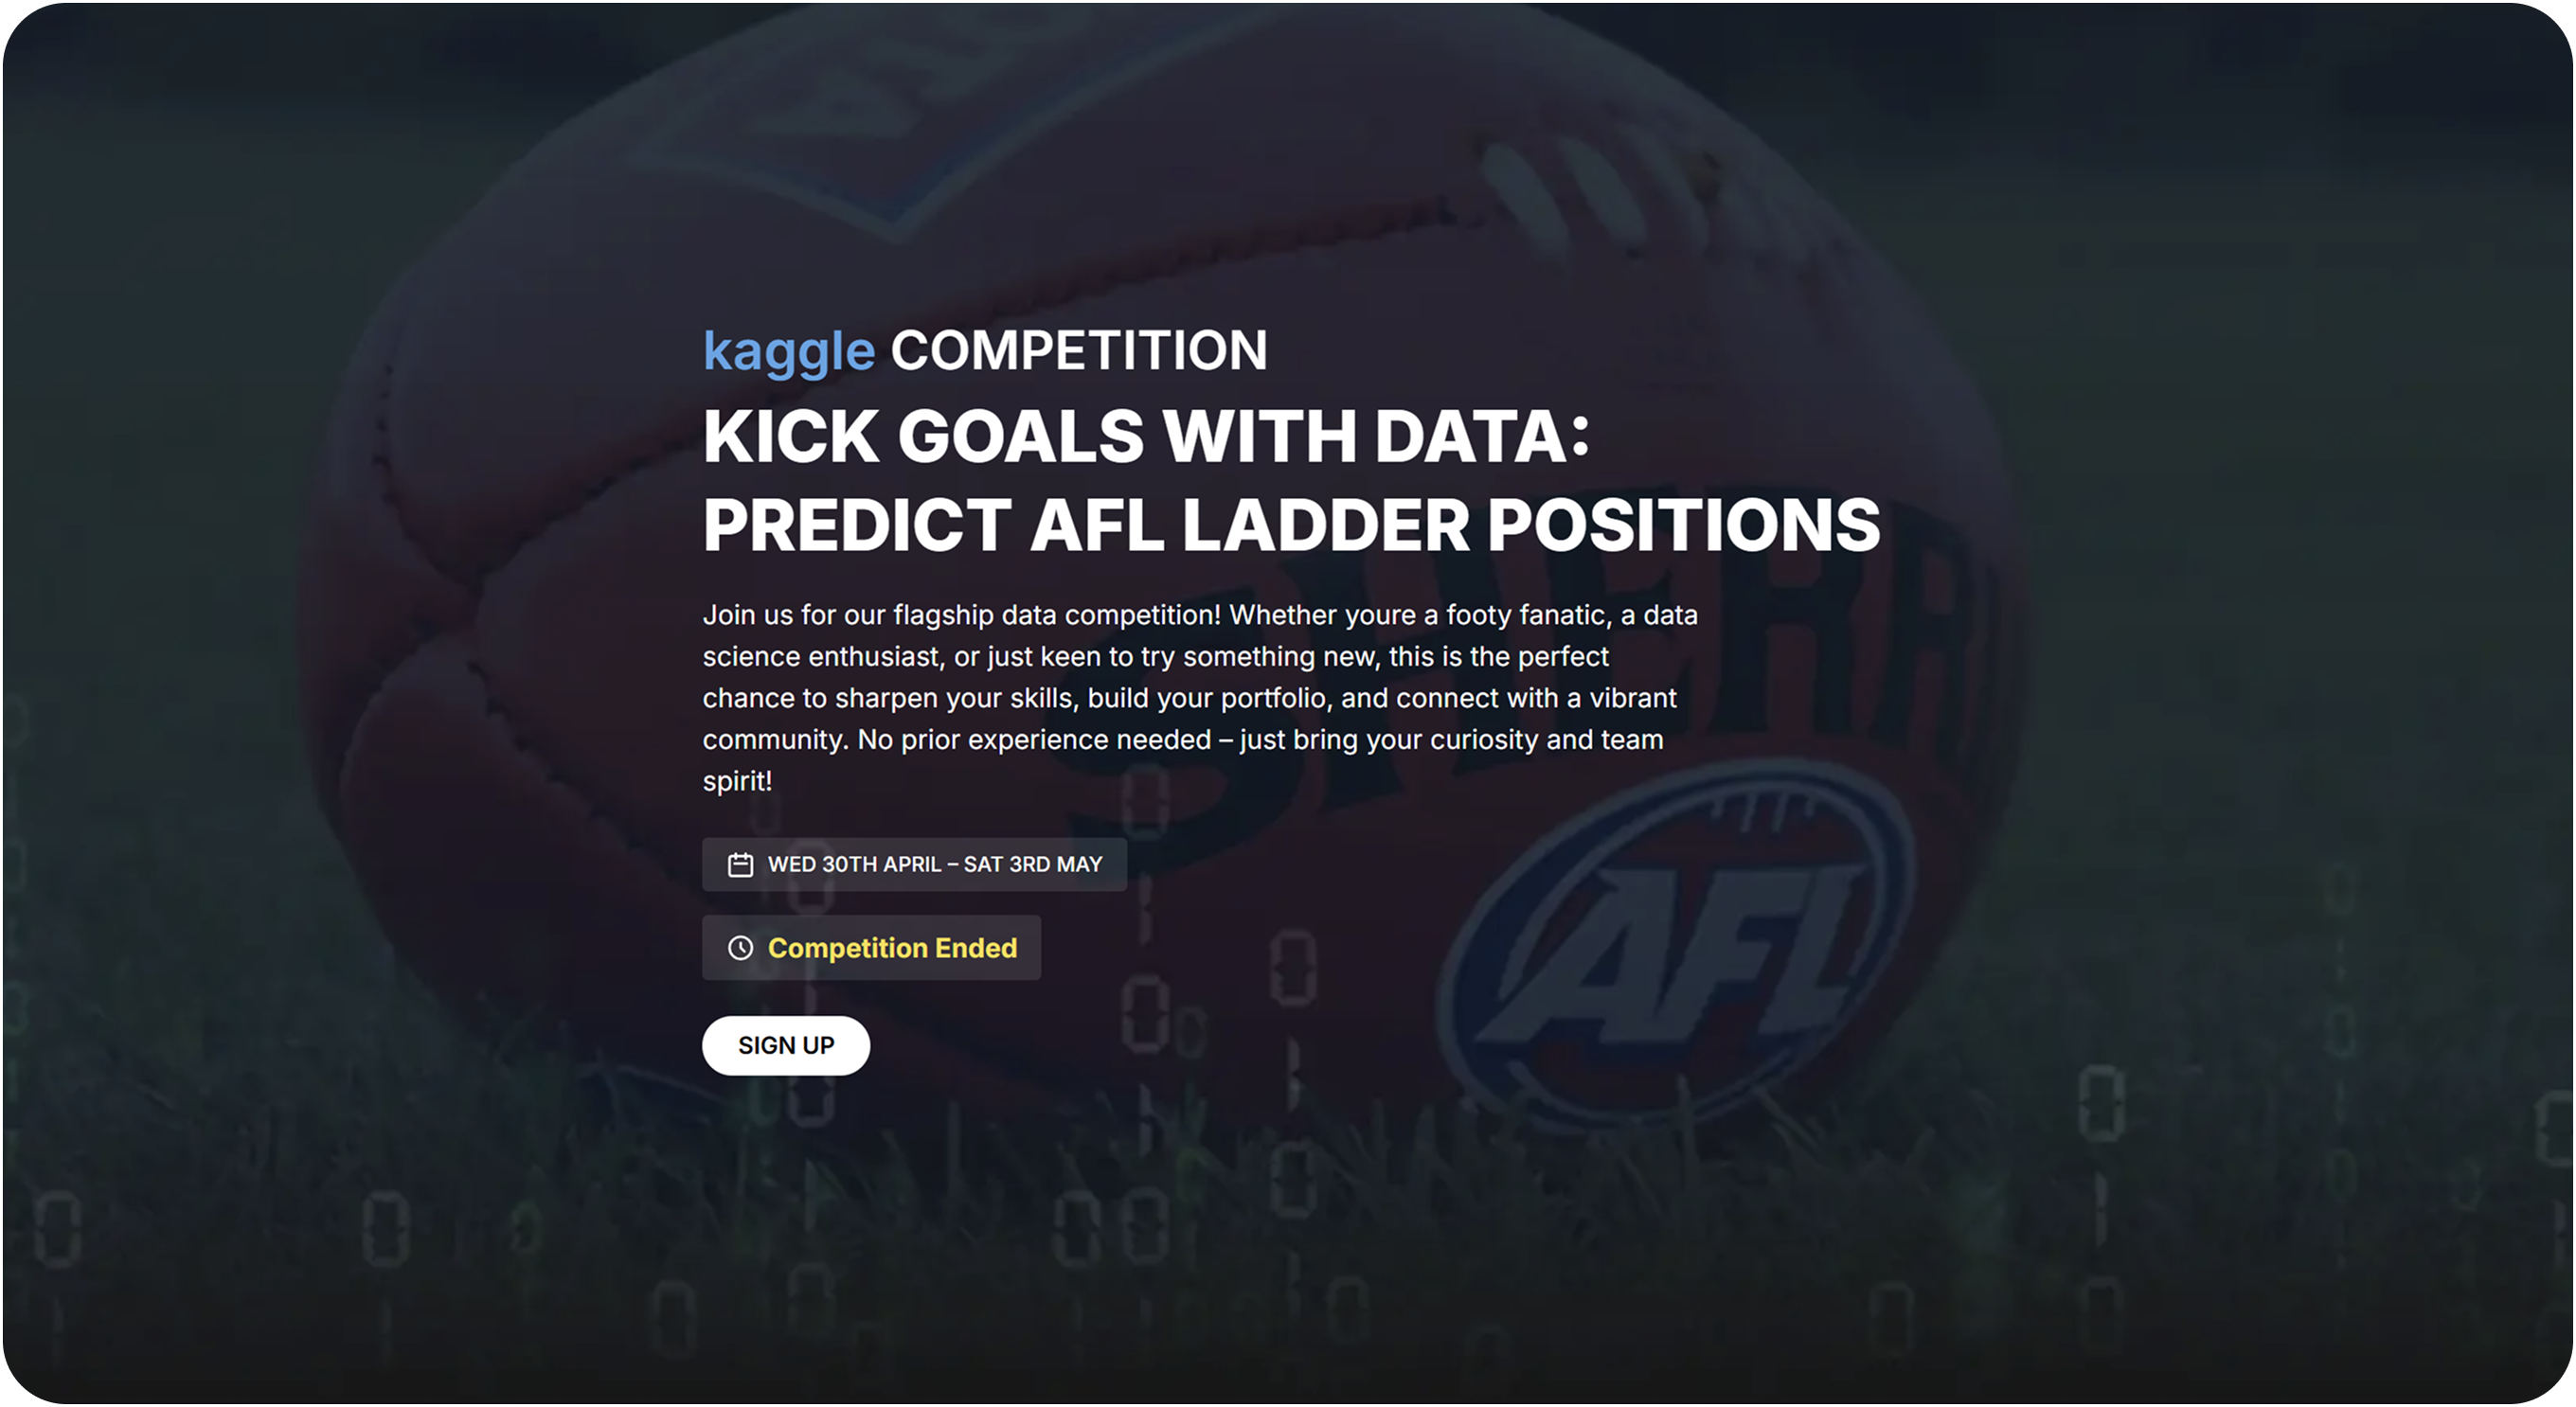 kaggle COMPETITION
KICK GOALS WITH DATA:
PREDICT AFL LADDER POSITIONS
Join us for our flagship data competition! Whether youre a footy fanatic, a data
science enthusiast, or just keen to try something new, this is the perfect
chance to sharpen your skills, build your portfolio, and connect with a vibrant
community. No prior experience needed – just bring your curiosity and team
spirit!
SHERR
WED 30TH APRIL – SAT 3RD MAY
Competition Ended
AFL
SIGN UP